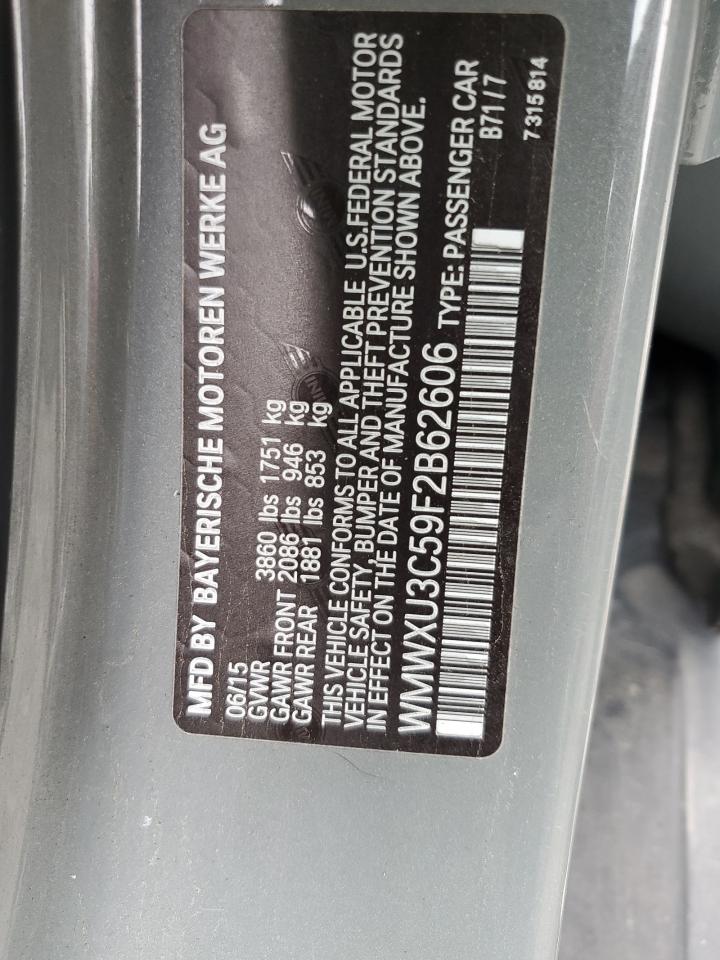 MFD BY BAYERISCHE MOTOREN WERKE AG
06/15
GVWR 3860 lbs 1751 kg
GAWR FRONT 2086 lbs 946 kg
GAWR REAR 1881 lbs 853 kg
THIS VEHICLE CONFORMS TO ALL APPLICABLE U.S.FEDERAL MOTOR
VEHICLE SAFETY, BUMPER AND THEFT PREVENTION STANDARDS
IN EFFECT ON THE DATE OF MANUFACTURE SHOWN ABOVE.
WMWXU3C59F2B62606 TYPE: PASSENGER CAR
B71 / 7
7 315 814
MINI
MINI